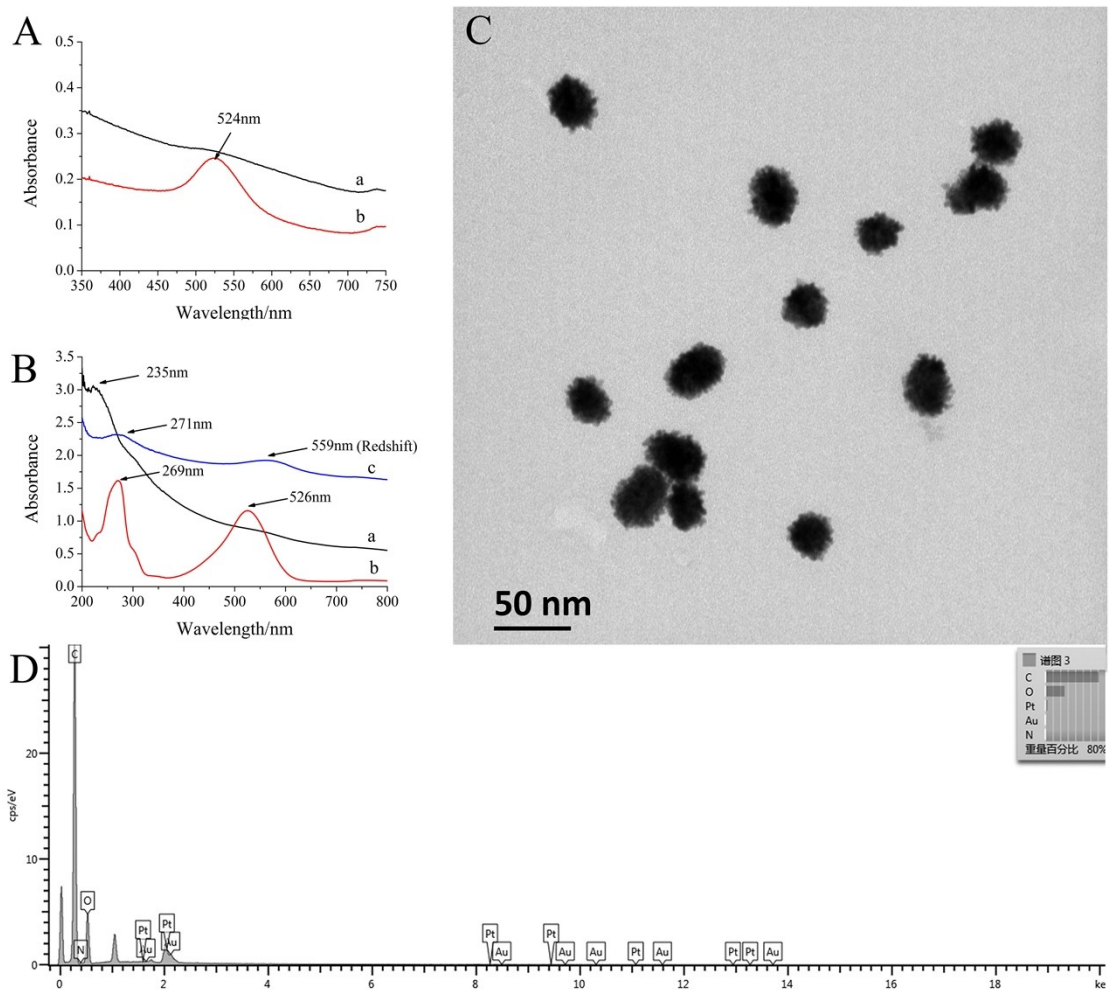 A
0.5
0.4
0.3
0.2
0.1
0.0
Absorbance
524nm
a
b
350 400 450 500 550 600 650 700 750
Wavelength/nm
B
3.5
3.0
2.5
2.0
1.5
1.0
0.5
0.0
Absorbance
235nm
271nm
559nm (Redshift)
269nm
526nm
c
a
b
200 300 400 500 600 700 800
Wavelength/nm
C
50 nm
D
20
10
0
cps/eV
C
O
N
Pt
Au
Pt
Au
Pt
Au
Pt
Au
Au
Pt
Au
Pt
Pt
Au
0 2 4 6 8 10 12 14 16 18 ke
谱图 3
C
O
Pt
Au
N
重量百分比 80%